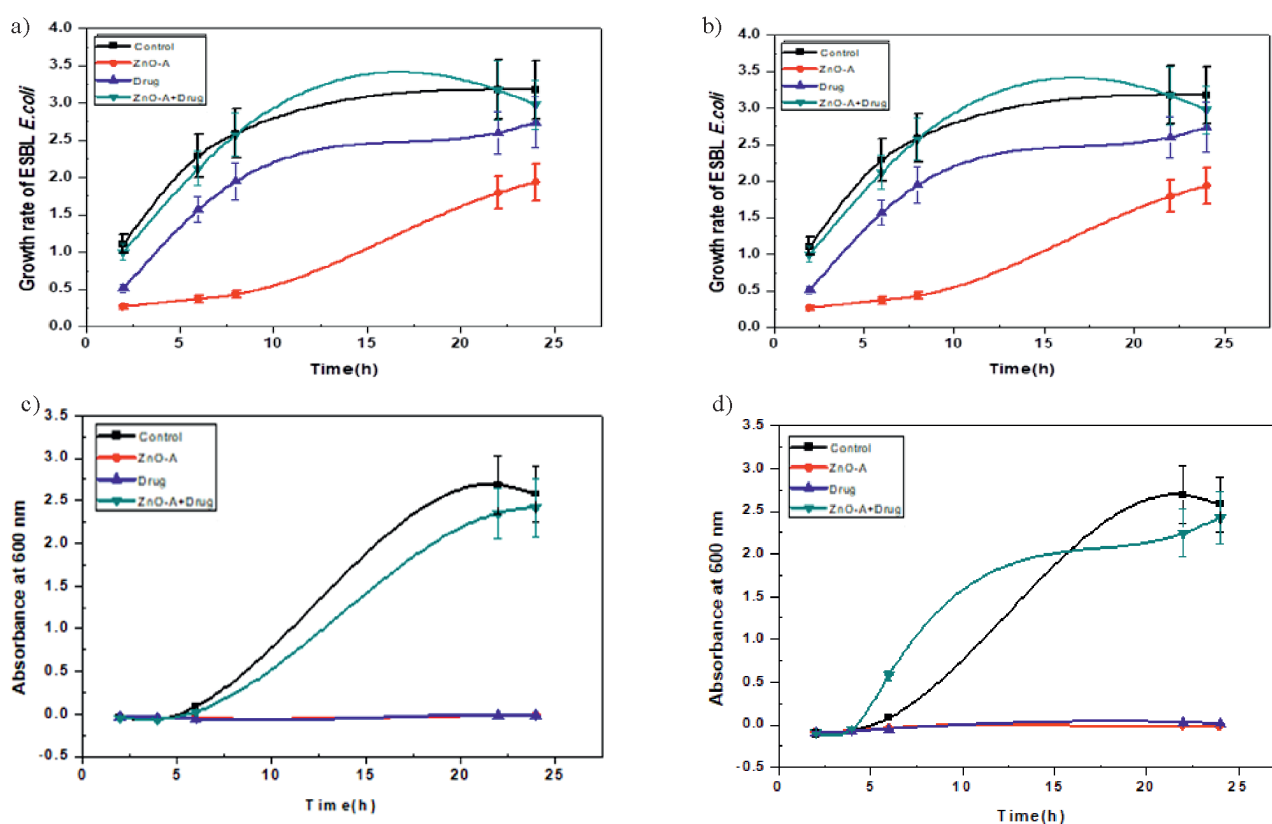 a)
Control
ZnO-A
Drug
ZnO-A+Drug
Growth rate of ESBL E.coli
4.0
3.5
3.0
2.5
2.0
1.5
1.0
0.5
0.0
0 5 10 15 20 25
Time(h)
b)
Control
ZnO-A
Drug
ZnO-A+Drug
Growth rate of ESBL E.coli
4.0
3.5
3.0
2.5
2.0
1.5
1.0
0.5
0.0
0 5 10 15 20 25
Time(h)
c)
Control
ZnO-A
Drug
ZnO-A+Drug
Absorbance at 600 nm
3.5
3.0
2.5
2.0
1.5
1.0
0.5
0.0
-0.5
0 5 10 15 20 25
Time(h)
d)
Control
ZnO-A
Drug
ZnO-A+Drug
Absorbance at 600 nm
3.5
3.0
2.5
2.0
1.5
1.0
0.5
0.0
-0.5
0 5 10 15 20 25
Time(h)